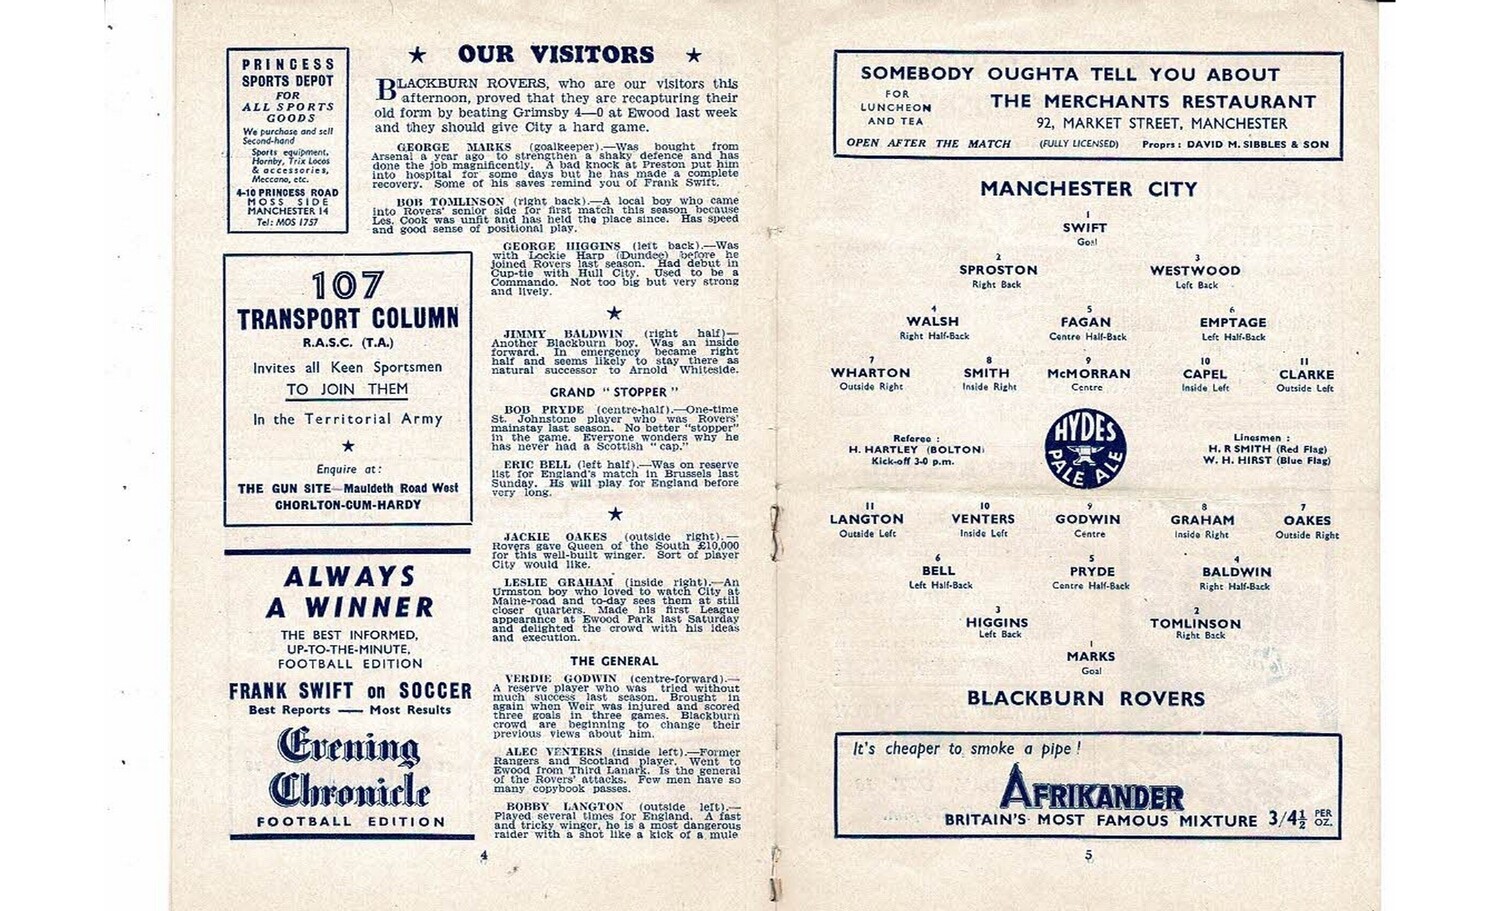 PRINCESS
SPORTS DEPOT
FOR
ALL SPORTS
GOODS
We purchase and sell
Second-hand
Sports equipment,
Hornby, Trix Locos
& accessories,
Meccano, etc.
4-10 PRINCESS ROAD
MOSS SIDE
MANCHESTER 14
Tel: MOS 1757
107
TRANSPORT COLUMN
R.A.S.C. (T.A.)
Invites all Keen Sportsmen
TO JOIN THEM
In the Territorial Army
★
Enquire at:
THE GUN SITE—Mauldeth Road West
CHORLTON-CUM-HARDY
ALWAYS
A WINNER
THE BEST INFORMED,
UP-TO-THE-MINUTE,
FOOTBALL EDITION
FRANK SWIFT on SOCCER
Best Reports — Most Results
Evening
Chronicle
FOOTBALL EDITION
★ OUR VISITORS ★
BLACKBURN ROVERS, who are our visitors this
afternoon, proved that they are recapturing their
old form by beating Grimsby 4—0 at Ewood last week
and they should give City a hard game.
GEORGE MARKS (goalkeeper).—Was bought from
Arsenal a year ago to strengthen a shaky defence and has
done the job magnificently. A bad knock at Preston put him
into hospital for some days but he has made a complete
recovery. Some of his saves remind you of Frank Swift.
BOB TOMLINSON (right back).—A local boy who came
into Rovers' senior side for first match this season because
Les. Cook was unfit and has held the place since. Has speed
and good sense of positional play.
GEORGE HIGGINS (left back).—Was
with Lockie Harp (Dundee) before he
joined Rovers last season. Had debut in
Cup-tie with Hull City. Used to be a
Commando. Not too big but very strong
and lively.
★
JIMMY BALDWIN (right half)—
Another Blackburn boy. Was an inside
forward. In emergency became right
half and seems likely to stay there as
natural successor to Arnold Whiteside.
GRAND "STOPPER"
BOB PRYDE (centre-half).—One-time
St. Johnstone player who was Rovers'
mainstay last season. No better "stopper"
in the game. Everyone wonders why he
has never had a Scottish "cap."
ERIC BELL (left half).—Was on reserve
list for England's match in Brussels last
Sunday. Hs will play for England before
very long.
★
JACKIE OAKES (outside right).—
Rovers gave Queen of the South £10,000
for this well-built winger. Sort of player
City would like.
LESLIE GRAHAM (inside right).—An
Urmston boy who loved to watch City at
Maine-road and to-day sees them at still
closer quarters. Made his first League
appearance at Ewood Park last Saturday
and delighted the crowd with his ideas
and execution.
THE GENERAL
VERDIE GODWIN (centre-forward).—
A reserve player who was tried without
much success last season. Brought in
again when Weir was injured and scored
three goals in three games. Blackburn
crowd are beginning to change their
previous views about him.
ALEC VENTERS (inside left).—Former
Rangers and Scotland player. Went to
Ewood from Third Lanark. Is the general
of the Rovers' attacks. Few men have so
many copybook passes.
BOBBY LANGTON (outside left).—
Played several times for England. A fast
and tricky winger, he is a most dangerous
raider with a shot like a kick of a mule
4
SOMEBODY OUGHTA TELL YOU ABOUT
FOR
LUNCHEON
AND TEA
THE MERCHANTS RESTAURANT
92, MARKET STREET, MANCHESTER
OPEN AFTER THE MATCH (FULLY LICENSED) Proprs: DAVID M. SIBBLES & SON
MANCHESTER CITY
1
SWIFT
Goal
2 3
SPROSTON WESTWOOD
Right Back Left Back
4 5 6
WALSH FAGAN EMPTAGE
Right Half-Back Centre Half-Back Left Half-Back
7 8 9 10 11
WHARTON SMITH McMORRAN CAPEL CLARKE
Outside Right Inside Right Centre Inside Left Outside Left
Referee:
H. HARTLEY (BOLTON)
Kick-off 3-0 p.m.
HYDES
PALE ALE
Linesmen:
H. R SMITH (Red Flag)
W. H. HIRST (Blue Flag)
11 10 9 8 7
LANGTON VENTERS GODWIN GRAHAM OAKES
Outside Left Inside Left Centre Inside Right Outside Right
6 5 4
BELL PRYDE BALDWIN
Left Half-Back Centre Half-Back Right Half-Back
3 2
HIGGINS TOMLINSON
Left Back Right Back
1
MARKS
Goal
BLACKBURN ROVERS
It's cheaper to smoke a pipe!
AFRIKANDER
BRITAIN'S MOST FAMOUS MIXTURE 3/4½ PER OZ.
5